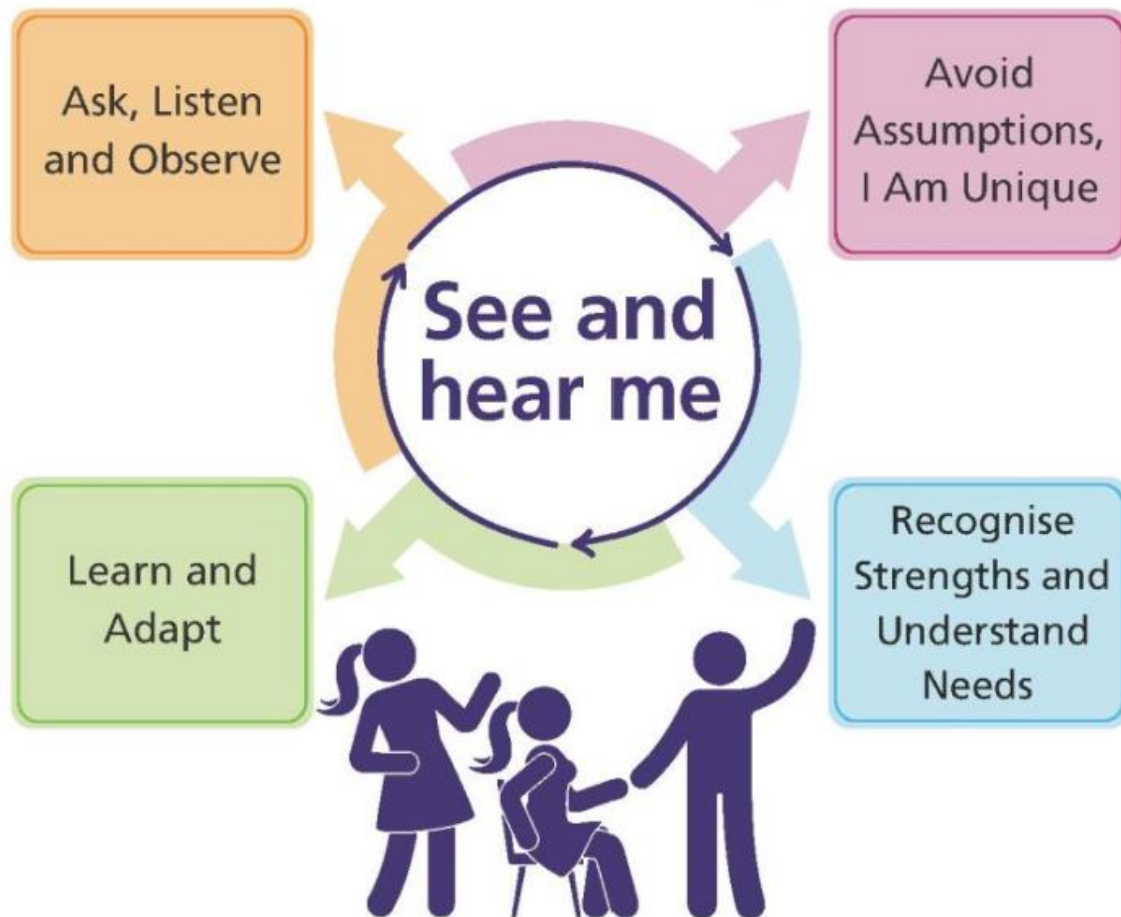 Ask, Listen
and Observe
Avoid
Assumptions,
I Am Unique
See and
hear me
Learn and
Adapt
Recognise
Strengths and
Understand
Needs